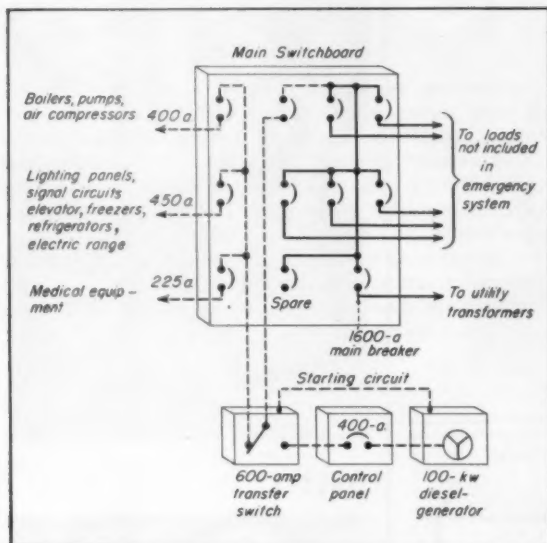 Main Switchboard
Boilers, pumps,
air compressors
400 a.
To loads
not included
in
emergency
system
Lighting panels,
signal circuits
elevator, freezers,
refrigerators,
electric range
450 a.
Medical equip-
ment
225 a.
Spare
To utility
transformers
1600-a
main breaker
Starting circuit
400-a.
600-amp
transfer
switch
Control
panel
100-kw
diesel-
generator